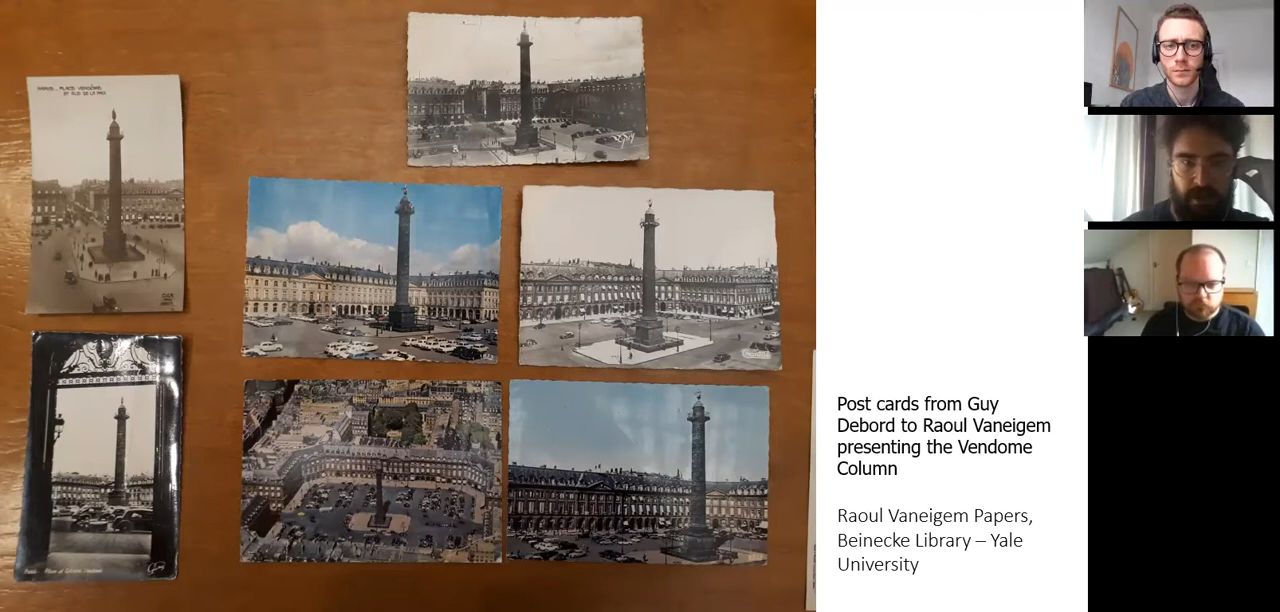 PARIS... PLACE VENDÔME
ET RUE DE LA PAIX
Post cards from Guy
Debord to Raoul Vaneigem
presenting the Vendome
Column
Raoul Vaneigem Papers,
Beinecke Library – Yale
University